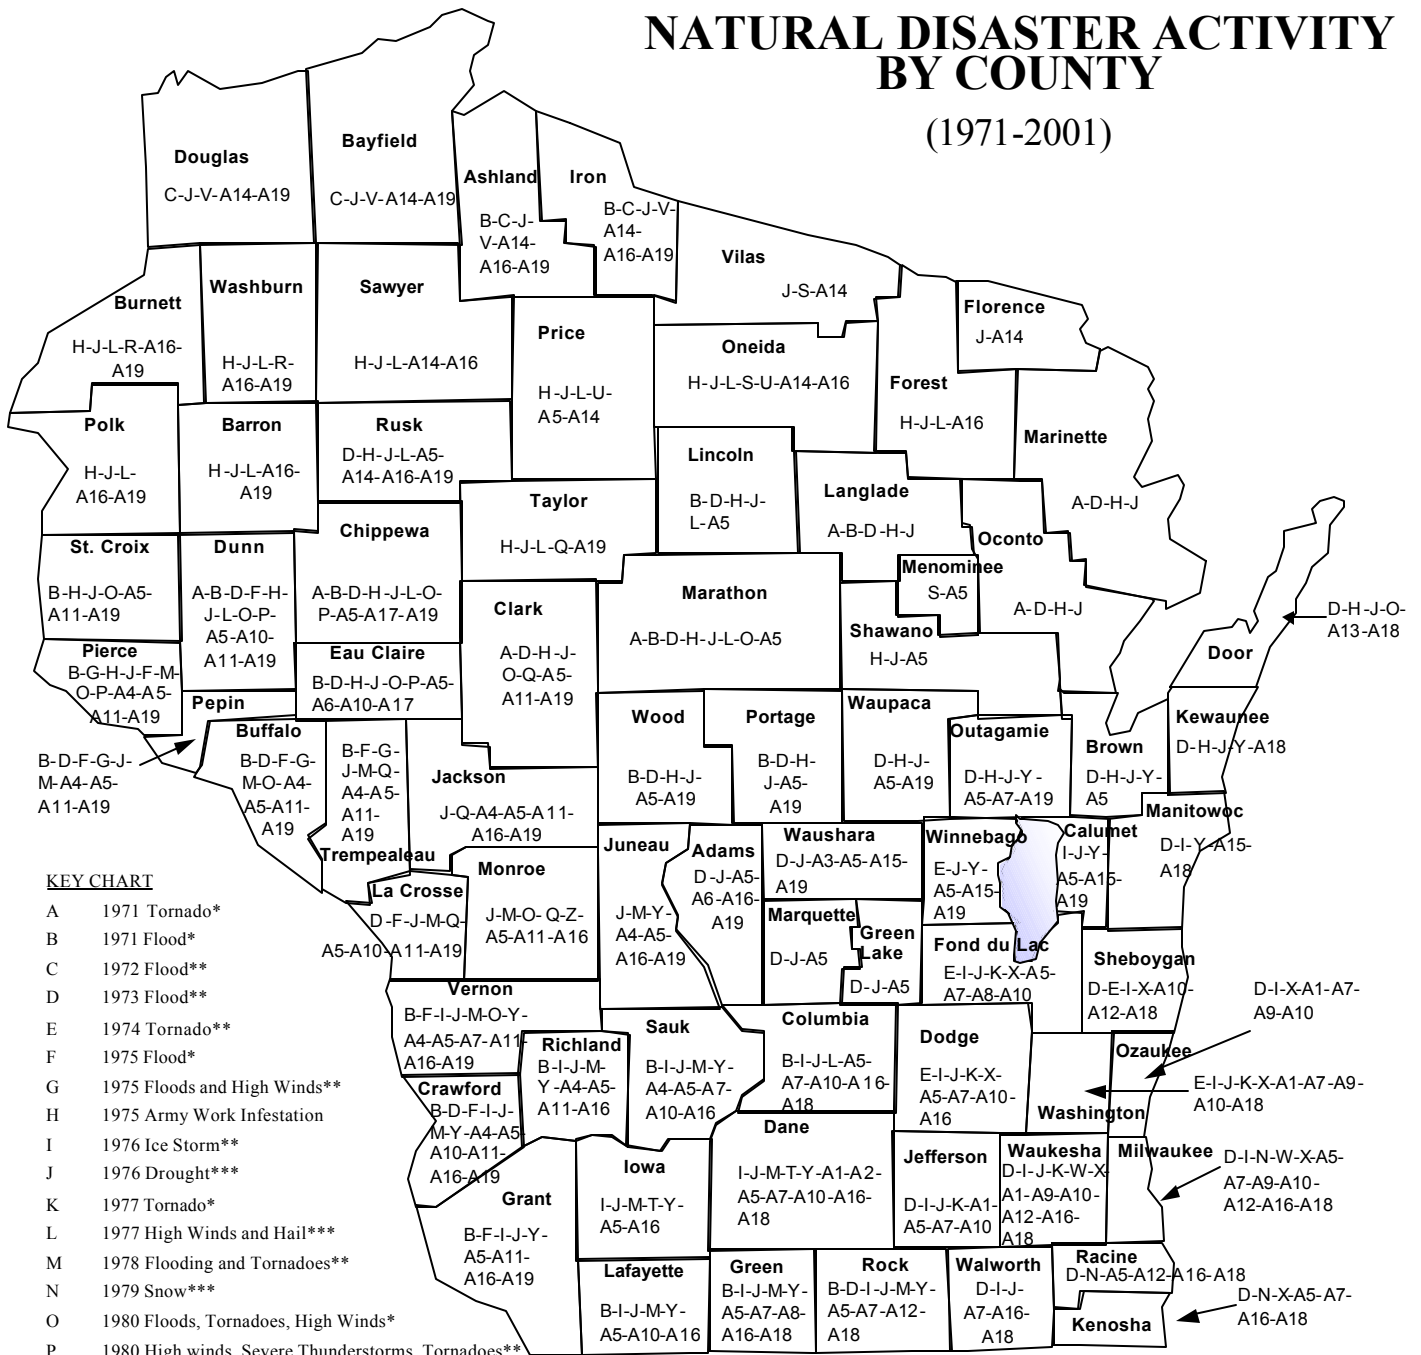 NATURAL DISASTER ACTIVITY
BY COUNTY
(1971-2001)
Douglas
C-J-V-A14-A19
Bayfield
C-J-V-A14-A19
Ashland
B-C-J-
V-A14-
A16-A19
Iron
B-C-J-V-
A14-
A16-A19
Vilas
J-S-A14
Florence
J-A14
Burnett
H-J-L-R-A16-
A19
Washburn
H-J-L-R-
A16-A19
Sawyer
H-J-L-A14-A16
Price
H-J-L-U-
A5-A14
Oneida
H-J-L-S-U-A14-A16
Forest
H-J-L-A16
Marinette
A-D-H-J
Polk
H-J-L-
A16-A19
Barron
H-J-L-A16-
A19
Rusk
D-H-J-L-A5-
A14-A16-A19
Lincoln
B-D-H-J-
L-A5
Langlade
A-B-D-H-J
Taylor
H-J-L-Q-A19
Oconto
A-D-H-J
Menominee
S-A5
St. Croix
B-H-J-O-A5-
A11-A19
Dunn
A-B-D-F-H-
J-L-O-P-
A5-A10-
A11-A19
Chippewa
A-B-D-H-J-L-O-
P-A5-A17-A19
Clark
A-D-H-J-
O-Q-A5-
A11-A19
Marathon
A-B-D-H-J-L-O-A5
Shawano
H-J-A5
Door
D-H-J-O-
A13-A18
Pierce
B-G-H-J-F-M-
O-P-A4-A5-
A11-A19
Eau Claire
B-D-H-J-O-P-A5-
A6-A10-A17
Pepin
B-D-F-G-J-
M-A4-A5-
A11-A19
Buffalo
B-D-F-G-
M-O-A4-
A5-A11-
A19
B-F-G-
J-M-Q-
A4-A5-
A11-
A19
Trempealeau
Jackson
J-Q-A4-A5-A11-
A16-A19
Wood
B-D-H-J-
A5-A19
Portage
B-D-H-
J-A5-
A19
Waupaca
D-H-J-
A5-A19
Outagamie
D-H-J-Y-
A5-A7-A19
Brown
D-H-J-Y-
A5
Kewaunee
D-H-J-Y-A18
Manitowoc
D-I-Y-A15-
A18
La Crosse
D-F-J-M-Q-
A5-A10-A11-A19
Monroe
J-M-O-Q-Z-
A5-A11-A16
Juneau
J-M-Y-
A4-A5-
A16-A19
Adams
D-J-A5-
A6-A16-
A19
Waushara
D-J-A3-A5-A15-
A19
Winnebago
E-J-Y-
A5-A15-
A19
Calumet
I-J-Y-
A5-A15-
A19
Marquette
D-J-A5
Green
Lake
D-J-A5
Fond du Lac
E-I-J-K-X-A5-
A7-A8-A10
Sheboygan
D-E-I-X-A10-
A12-A18
Vernon
B-F-I-J-M-O-Y-
A4-A5-A7-A11-
A16-A19
Richland
B-I-J-M-
Y-A4-A5-
A11-A16
Sauk
B-I-J-M-Y-
A4-A5-A7-
A10-A16
Columbia
B-I-J-L-A5-
A7-A10-A16-
A18
Dodge
E-I-J-K-X-
A5-A7-A10-
A16
Ozaukee
D-I-X-A1-A7-
A9-A10
Washington
E-I-J-K-X-A1-A7-A9-
A10-A18
Crawford
B-D-F-I-J-
M-Y-A4-A5-
A10-A11-
A16-A19
Grant
B-F-I-J-Y-
A5-A11-
A16-A19
Iowa
I-J-M-T-Y-
A5-A16
Dane
I-J-M-T-Y-A1-A2-
A5-A7-A10-A16-
A18
Jefferson
D-I-J-K-A1-
A5-A7-A10
Waukesha
D-I-J-K-W-X-
A1-A9-A10-
A12-A16-
A18
Milwaukee
D-I-N-W-X-A5-
A7-A9-A10-
A12-A16-A18
Lafayette
B-I-J-M-Y-
A5-A10-A16
Green
B-I-J-M-Y-
A5-A7-A8-
A16-A18
Rock
B-D-I-J-M-Y-
A5-A7-A12-
A18
Walworth
D-I-J-
A7-A16-
A18
Racine
D-N-A5-A12-A16-A18
Kenosha
D-N-X-A5-A7-
A16-A18
KEY CHART
A 1971 Tornado*
B 1971 Flood*
C 1972 Flood**
D 1973 Flood**
E 1974 Tornado**
F 1975 Flood*
G 1975 Floods and High Winds**
H 1975 Army Work Infestation
I 1976 Ice Storm**
J 1976 Drought***
K 1977 Tornado*
L 1977 High Winds and Hail***
M 1978 Flooding and Tornadoes**
N 1979 Snow***
O 1980 Floods, Tornadoes, High Winds*
P 1980 High winds, Severe Thunderstorms, Tornadoes**